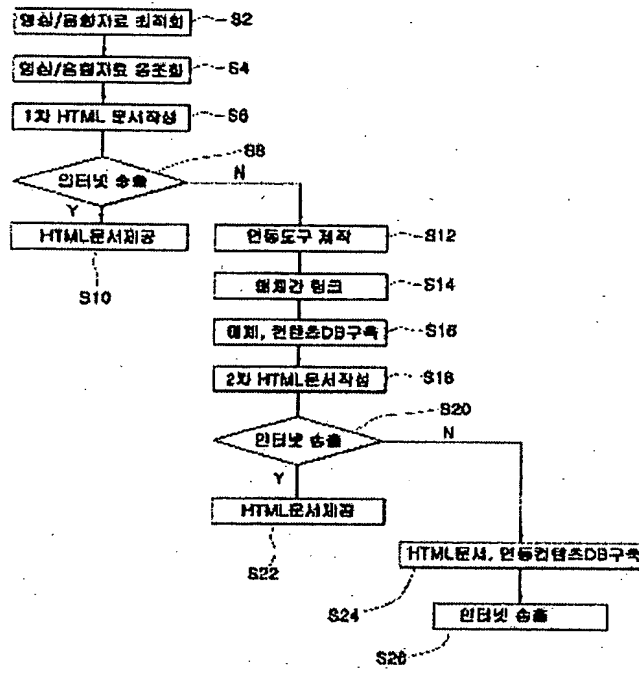 영상/음향자료 최적화
S2
영상/음향자료 S4
1차 HTML 문서작성
S6
S8
인터넷 송출
N
Y
HTML문서제공
S10
연동도구 제작
S12
매체간 링크
S14
매체, 컨텐츠DB구축
S16
2차 HTML문서작성
S18
S20
인터넷 송출
N
Y
HTML문서제공
S22
HTML문서, 연동컨텐츠DB구축
S24
인터넷 송출
S26